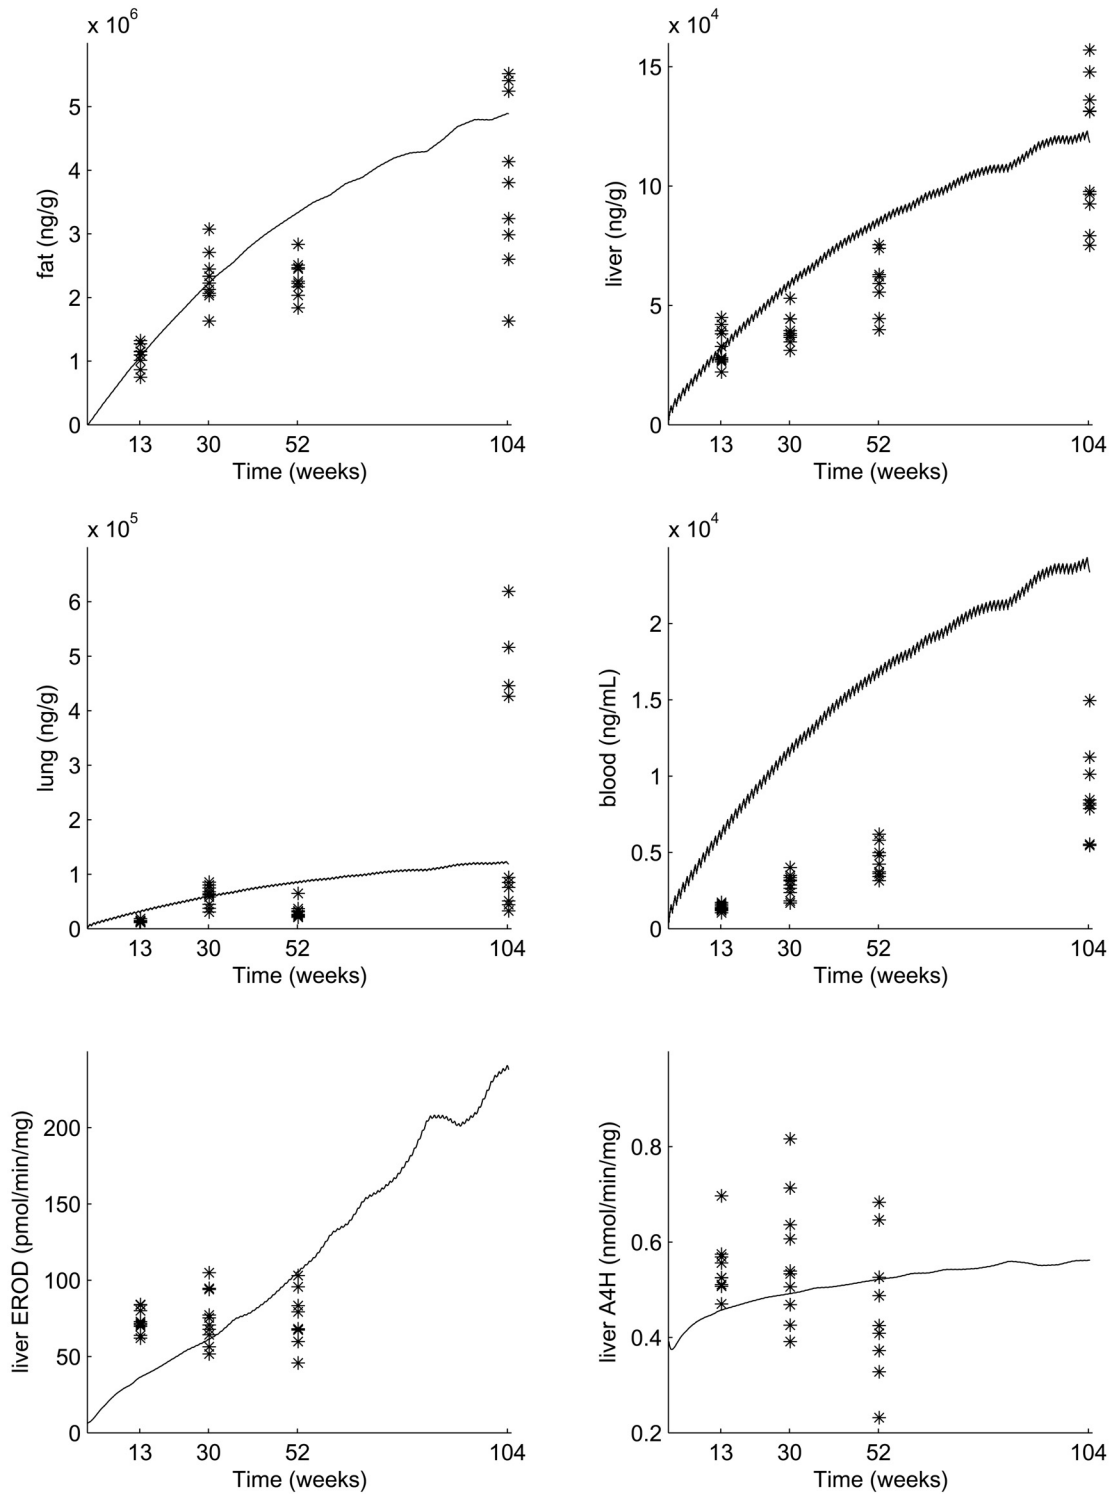 x 10^6
fat (ng/g)
5
4
3
2
1
0
13 30 52 104
Time (weeks)
x 10^4
liver (ng/g)
15
10
5
0
13 30 52 104
Time (weeks)
x 10^5
lung (ng/g)
6
5
4
3
2
1
0
13 30 52 104
Time (weeks)
x 10^4
blood (ng/mL)
2
1.5
1
0.5
0
13 30 52 104
Time (weeks)
liver EROD (pmol/min/mg)
200
150
100
50
0
13 30 52 104
Time (weeks)
liver A4H (nmol/min/mg)
0.8
0.6
0.4
0.2
13 30 52 104
Time (weeks)